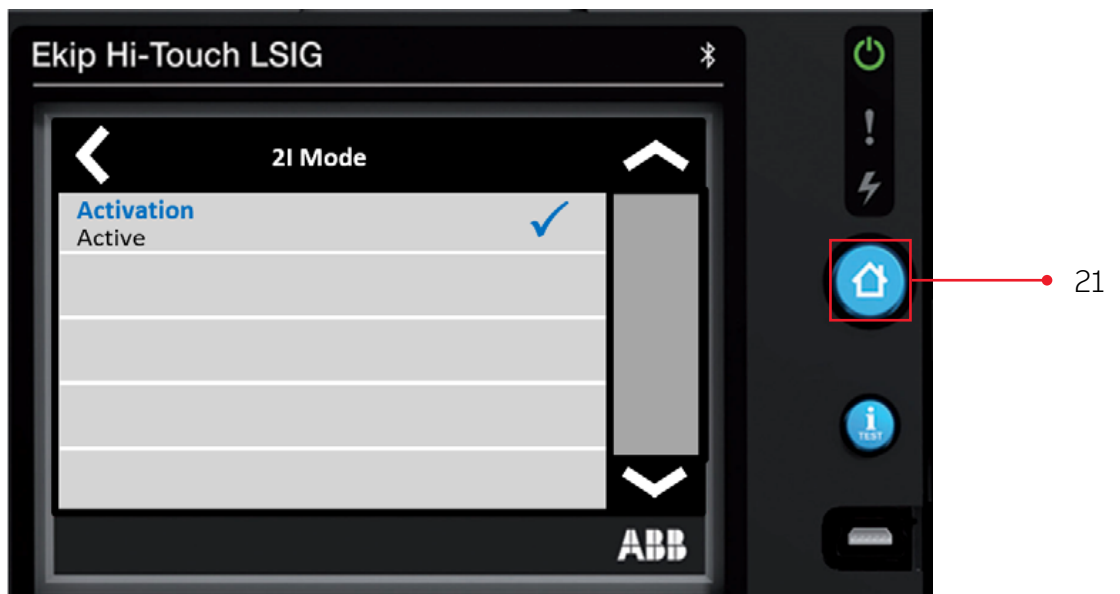 Ekip Hi-Touch LSIG
2I Mode
Activation
Active
21
i
TEST
ABB